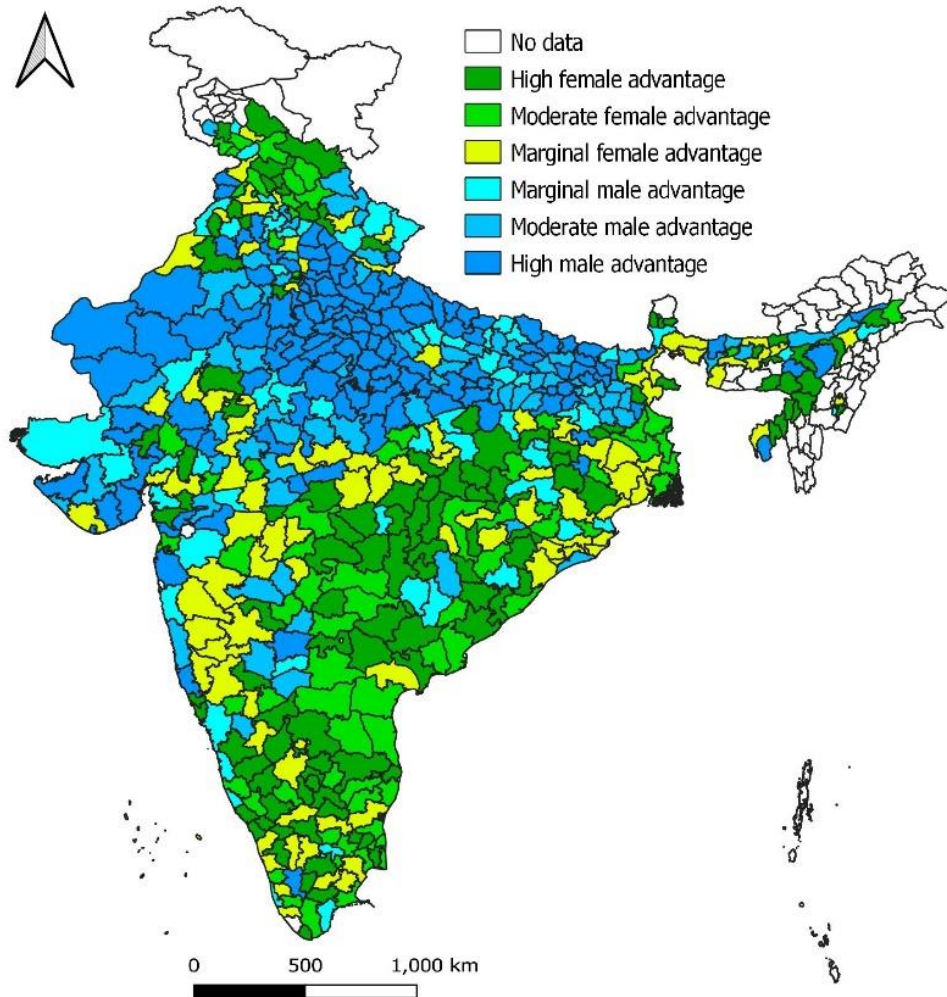 No data
High female advantage
Moderate female advantage
Marginal female advantage
Marginal male advantage
Moderate male advantage
High male advantage
0 500 1,000 km